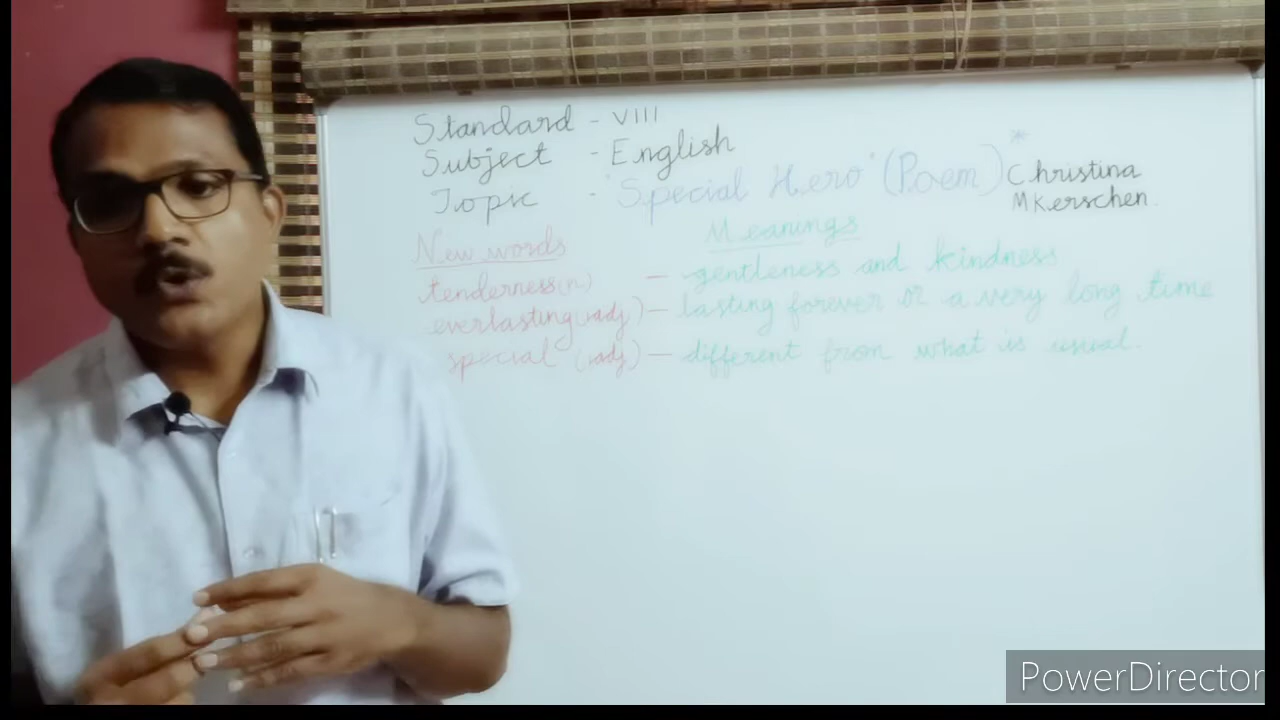 Standard - VIII
Subject - English
Topic - 'Special Hero' (Poem) * Christina
M Kerschen.
New words Meanings
tenderness (n) — gentleness and kindness
everlasting (adj) — lasting forever or a very long time
special (adj) — different from what is usual.
PowerDirector